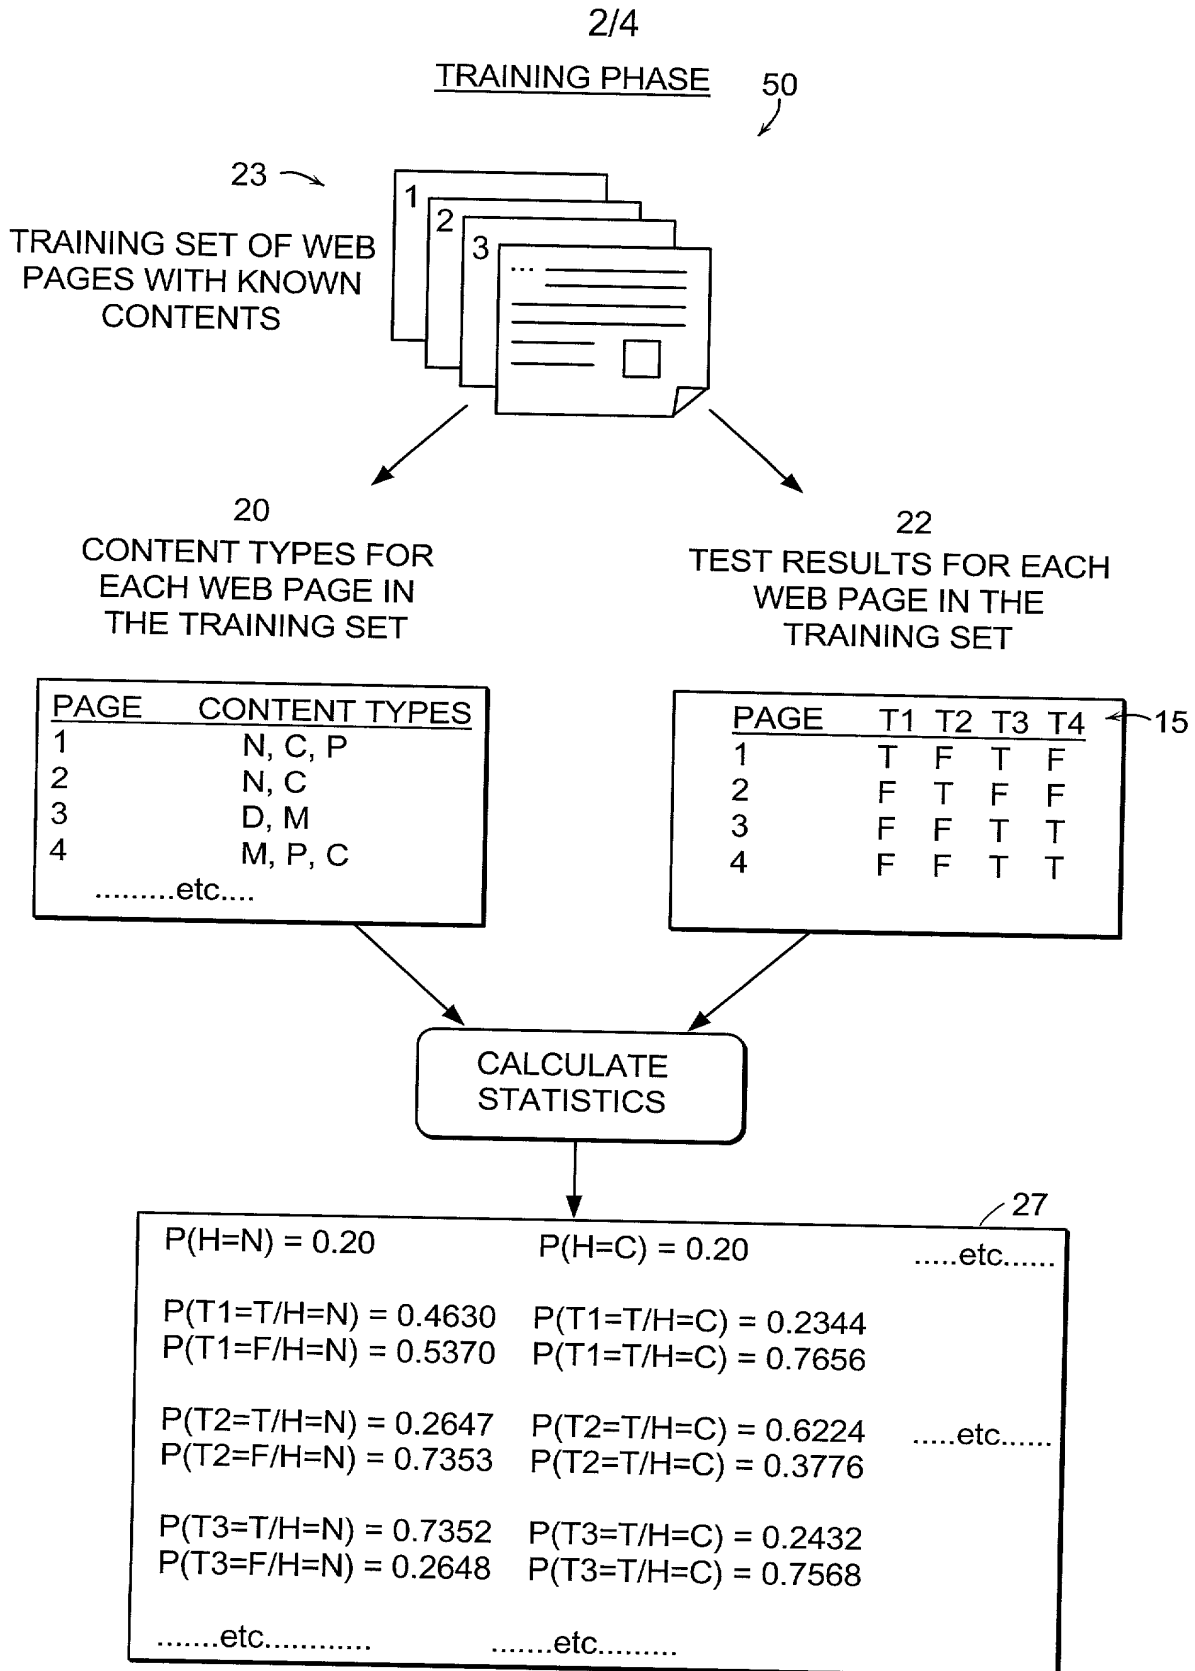 2/4
TRAINING PHASE
50
23
TRAINING SET OF WEB
PAGES WITH KNOWN
CONTENTS
1
2
3
...
20
CONTENT TYPES FOR
EACH WEB PAGE IN
THE TRAINING SET
22
TEST RESULTS FOR EACH
WEB PAGE IN THE
TRAINING SET
PAGE CONTENT TYPES
1 N, C, P
2 N, C
3 D, M
4 M, P, C
.........etc....
PAGE T1 T2 T3 T4
15
1 T F T F
2 F T F F
3 F F T T
4 F F T T
CALCULATE
STATISTICS
27
P(H=N) = 0.20 P(H=C) = 0.20 .....etc......
P(T1=T/H=N) = 0.4630 P(T1=T/H=C) = 0.2344
P(T1=F/H=N) = 0.5370 P(T1=T/H=C) = 0.7656
P(T2=T/H=N) = 0.2647 P(T2=T/H=C) = 0.6224 .....etc......
P(T2=F/H=N) = 0.7353 P(T2=T/H=C) = 0.3776
P(T3=T/H=N) = 0.7352 P(T3=T/H=C) = 0.2432
P(T3=F/H=N) = 0.2648 P(T3=T/H=C) = 0.7568
.......etc............ .......etc.........